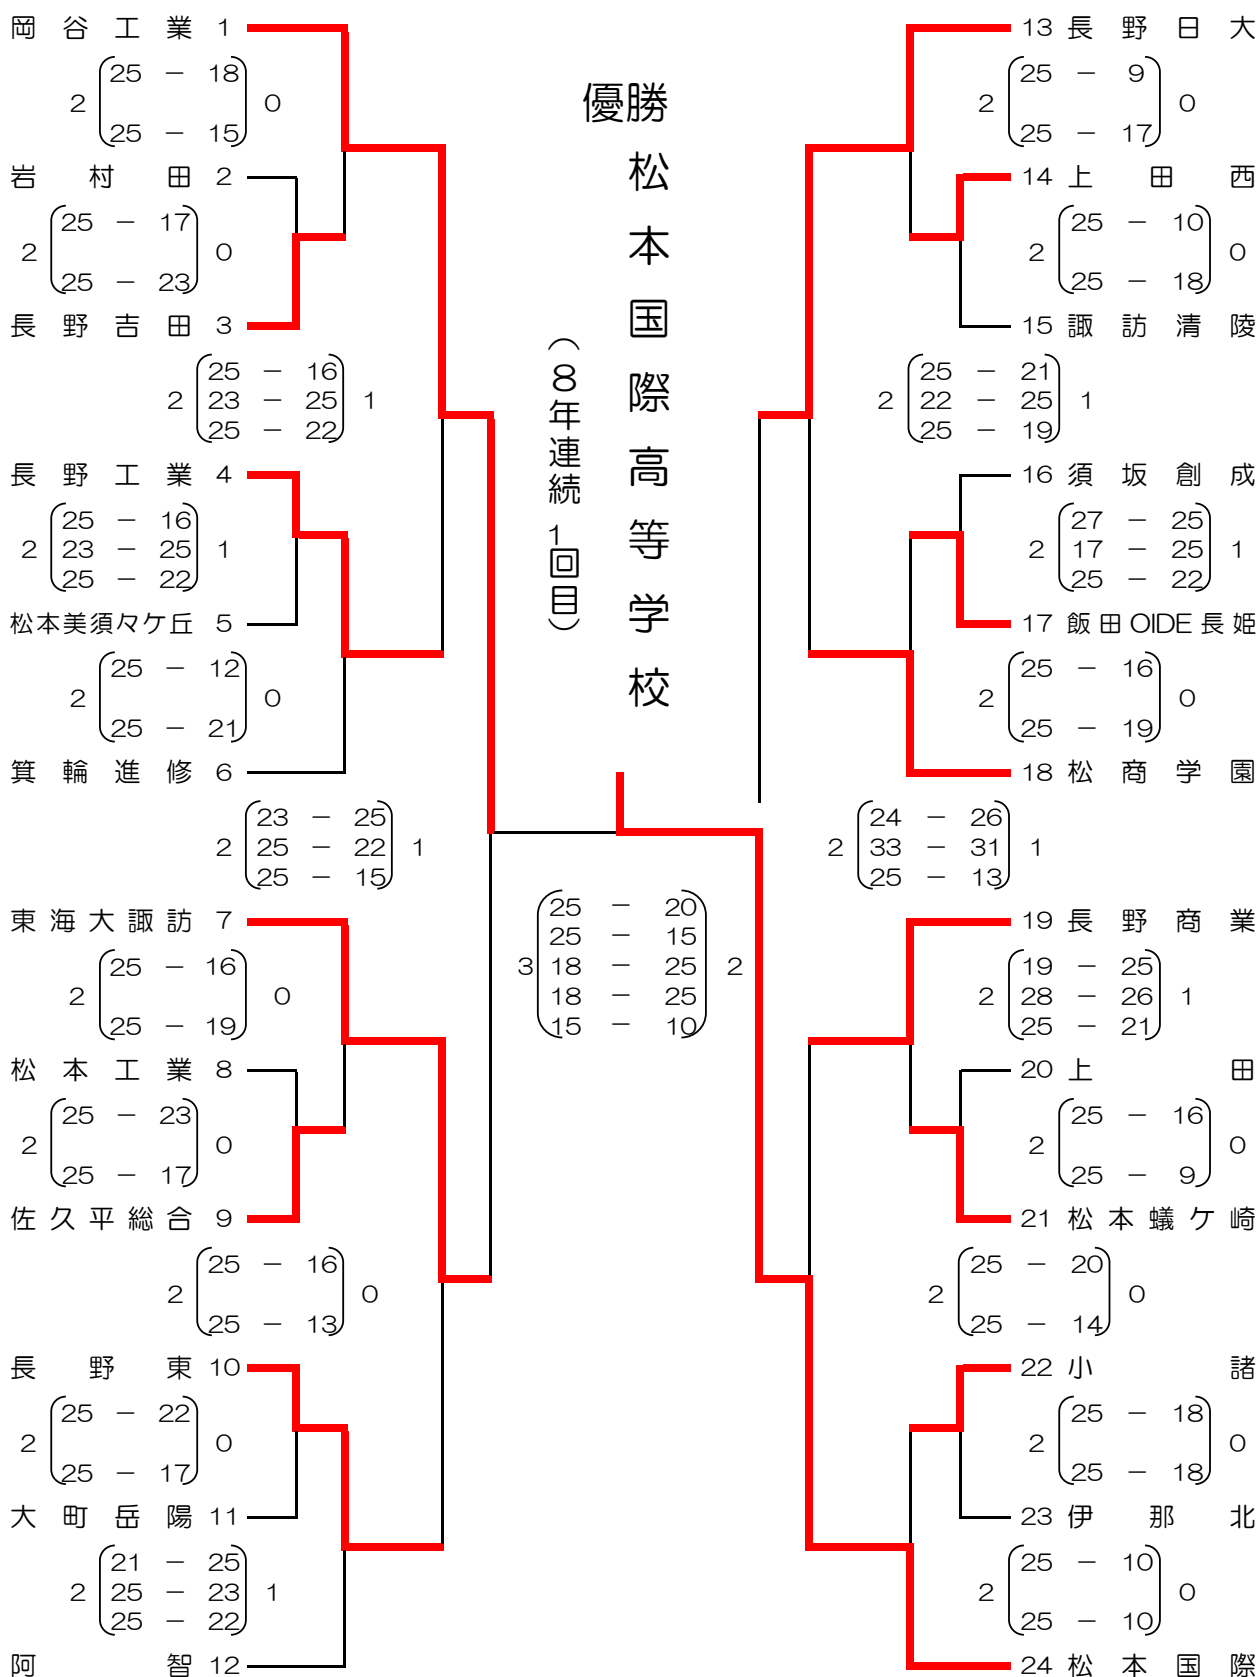 岡谷工業 1
25 - 18
2 0
25 - 15
岩村田 2
25 - 17
2 0
25 - 23
長野吉田 3
25 - 16
2 23 - 25 1
25 - 22
長野工業 4
25 - 16
2 23 - 25 1
25 - 22
松本美須々ケ丘 5
25 - 12
2 0
25 - 21
箕輪進修 6
23 - 25
2 25 - 22 1
25 - 15
東海大諏訪 7
25 - 16
2 0
25 - 19
松本工業 8
25 - 23
2 0
25 - 17
佐久平総合 9
25 - 16
2 0
25 - 13
長野東 10
25 - 22
2 0
25 - 17
大町岳陽 11
21 - 25
2 25 - 23 1
25 - 22
阿智 12
優勝
松本国際高等学校
(8年連続1回目)
25 - 20
25 - 15
3 18 - 25 2
18 - 25
15 - 10
13 長野日大
25 - 9
2 0
25 - 17
14 上田西
25 - 10
2 0
25 - 18
15 諏訪清陵
25 - 21
2 22 - 25 1
25 - 19
16 須坂創成
27 - 25
2 17 - 25 1
25 - 22
17 飯田OIDE長姫
25 - 16
2 0
25 - 19
18 松商学園
24 - 26
2 33 - 31 1
25 - 13
19 長野商業
19 - 25
2 28 - 26 1
25 - 21
20 上田
25 - 16
2 0
25 - 9
21 松本蟻ケ崎
25 - 20
2 0
25 - 14
22 小諸
25 - 18
2 0
25 - 18
23 伊那北
25 - 10
2 0
25 - 10
24 松本国際